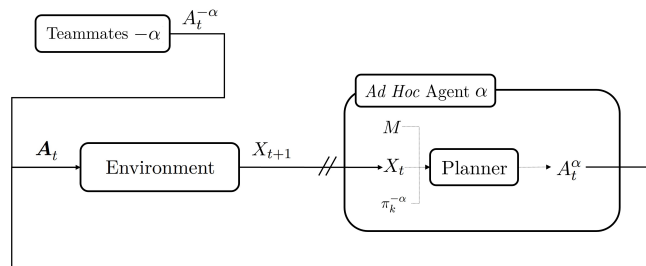 Teammates −α
A_t^{−α}
Ad Hoc Agent α
M
A_t
Environment
X_{t+1}
X_t
Planner
A_t^α
π_k^{−α}